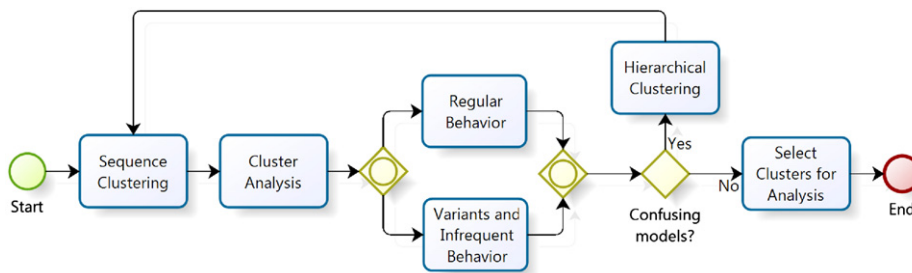 Start
Sequence
Clustering
Cluster
Analysis
Regular
Behavior
Variants and
Infrequent
Behavior
Confusing
models?
Yes
Hierarchical
Clustering
No
Select
Clusters for
Analysis
End